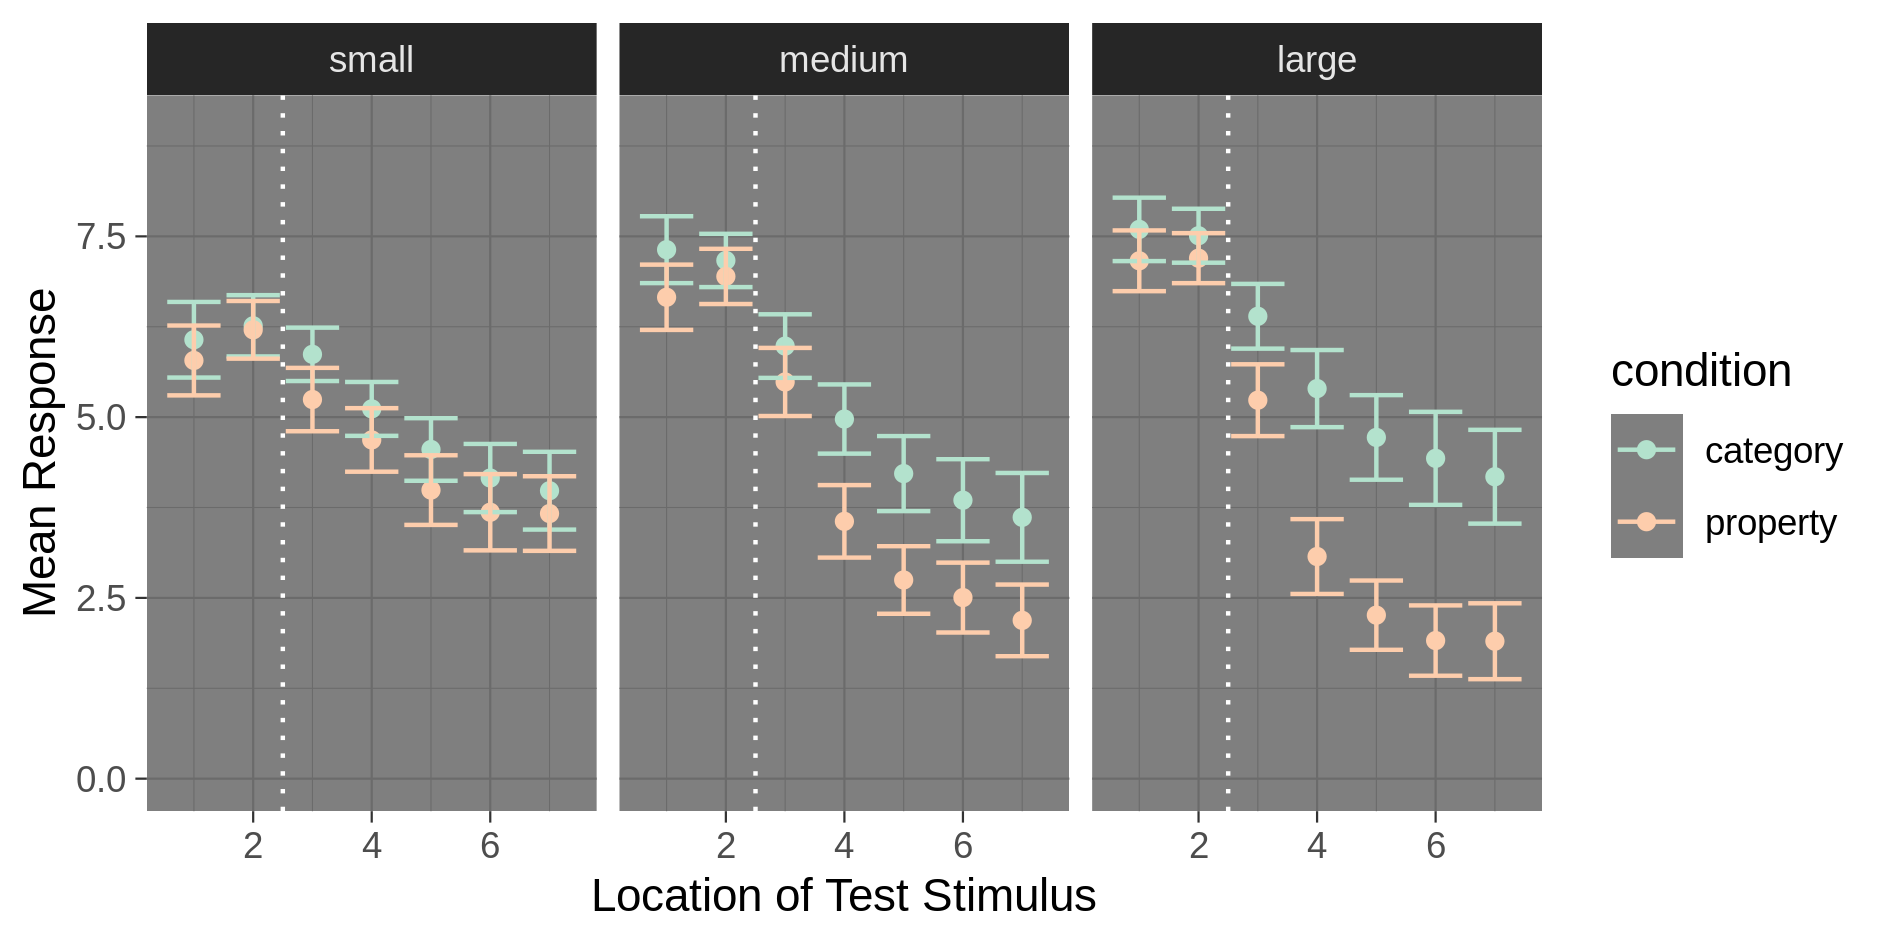 small
medium
large
Mean Response
7.5
5.0
2.5
0.0
2 4 6
2 4 6
2 4 6
Location of Test Stimulus
condition
category
property